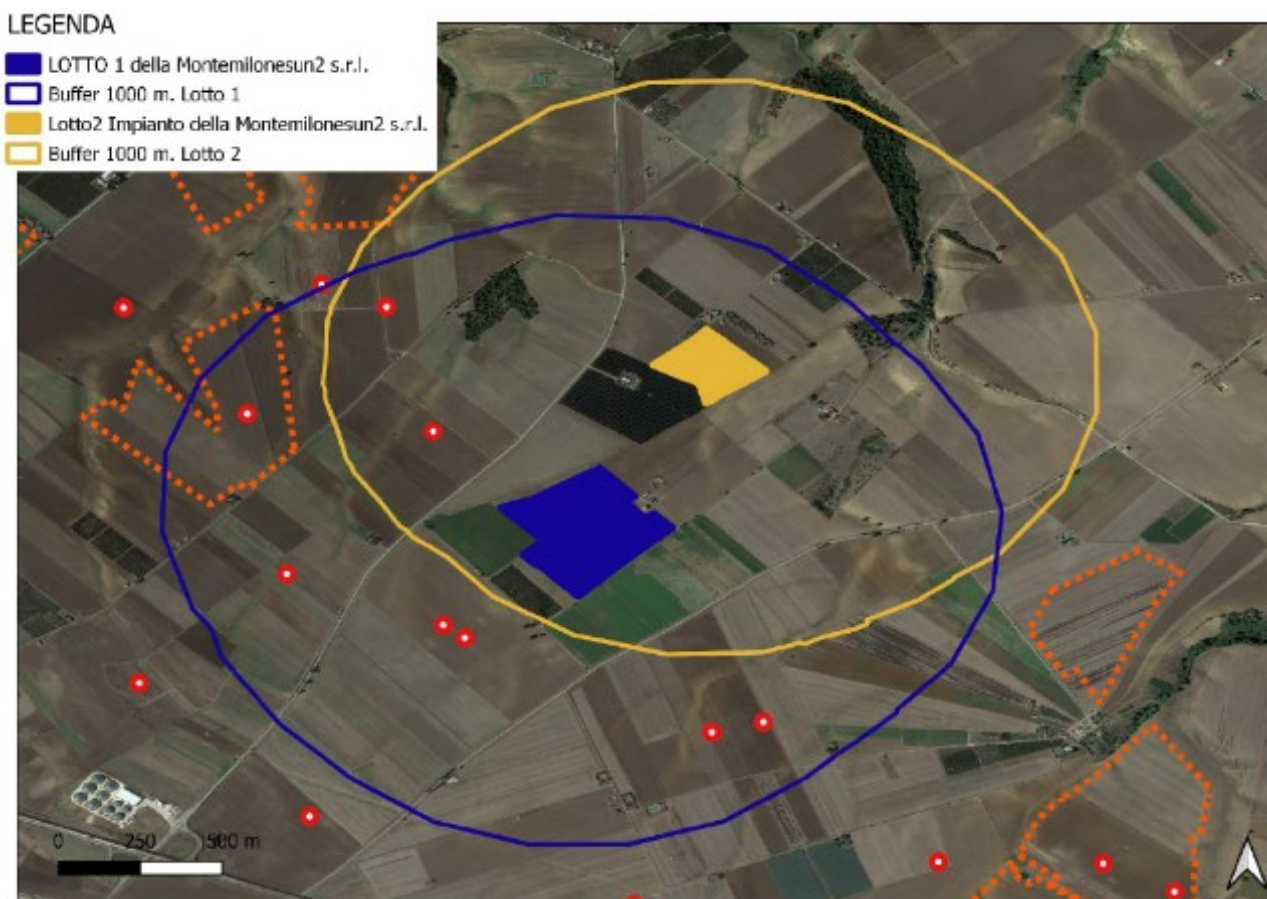 LEGENDA
LOTTO 1 della Montemilonesun2 s.r.l.
Buffer 1000 m. Lotto 1
Lotto2 Impianto della Montemilonesun2 s.r.l.
Buffer 1000 m. Lotto 2
0 250 500 m